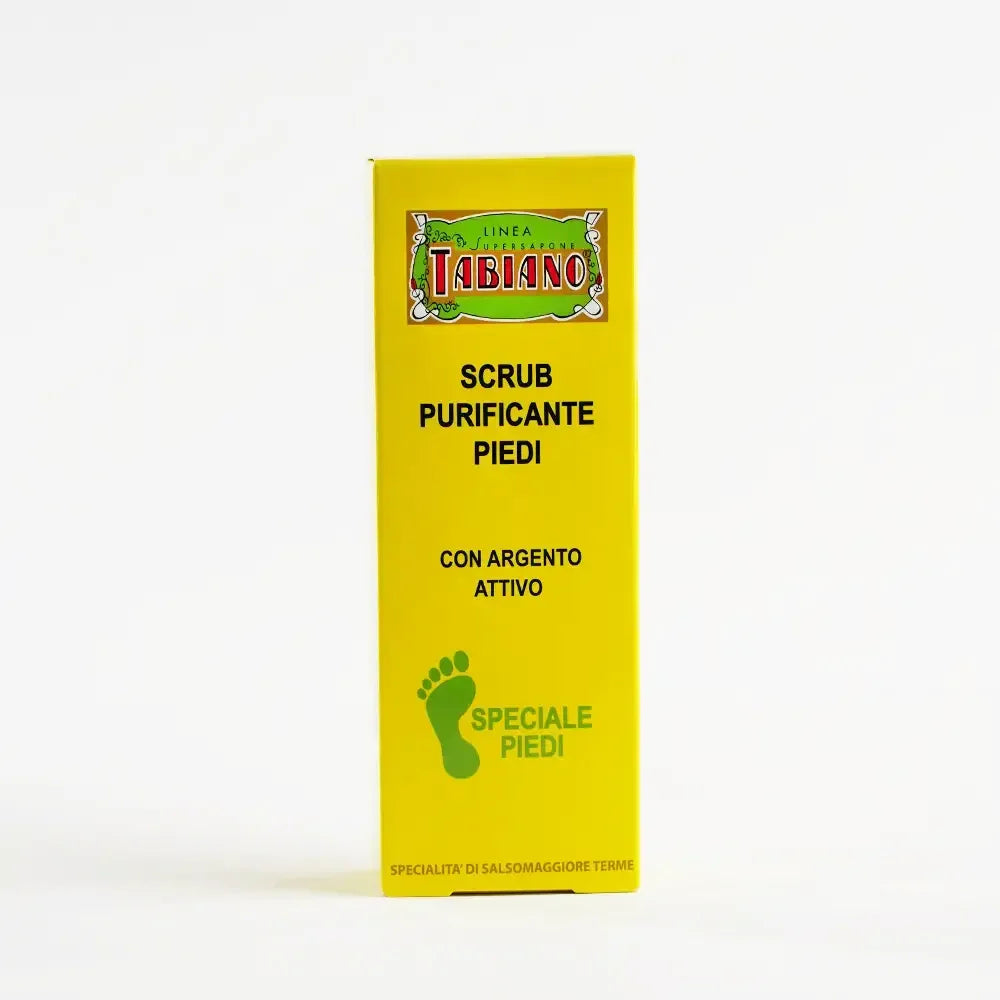 LINEA
SUPERSAPONE
TABIANO
SCRUB
PURIFICANTE
PIEDI
CON ARGENTO
ATTIVO
SPECIALE
PIEDI
SPECIALITA' DI SALSOMAGGIORE TERME